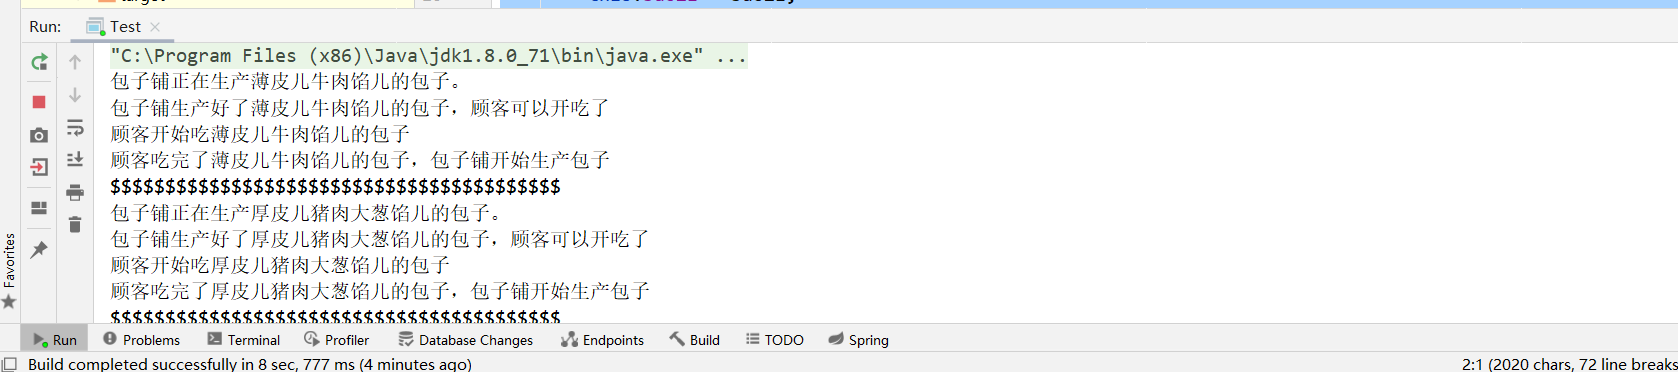 Run: Test
"C:\Program Files (x86)\Java\jdk1.8.0_71\bin\java.exe" ...
包子铺正在生产薄皮儿牛肉馅儿的包子。
包子铺生产好了薄皮儿牛肉馅儿的包子，顾客可以开吃了
顾客开始吃薄皮儿牛肉馅儿的包子
顾客吃完了薄皮儿牛肉馅儿的包子，包子铺开始生产包子
$$$$$$$$$$$$$$$$$$$$$$$$$$$$$$$$$$$$$$$$$
包子铺正在生产厚皮儿猪肉大葱馅儿的包子。
包子铺生产好了厚皮儿猪肉大葱馅儿的包子，顾客可以开吃了
顾客开始吃厚皮儿猪肉大葱馅儿的包子
顾客吃完了厚皮儿猪肉大葱馅儿的包子，包子铺开始生产包子
$$$$$$$$$$$$$$$$$$$$$$$$$$$$$$$$$$$$$$$$$
Favorites
Run Problems Terminal Profiler Database Changes Endpoints Build TODO Spring
Build completed successfully in 8 sec, 777 ms (4 minutes ago) 2:1 (2020 chars, 72 line breaks